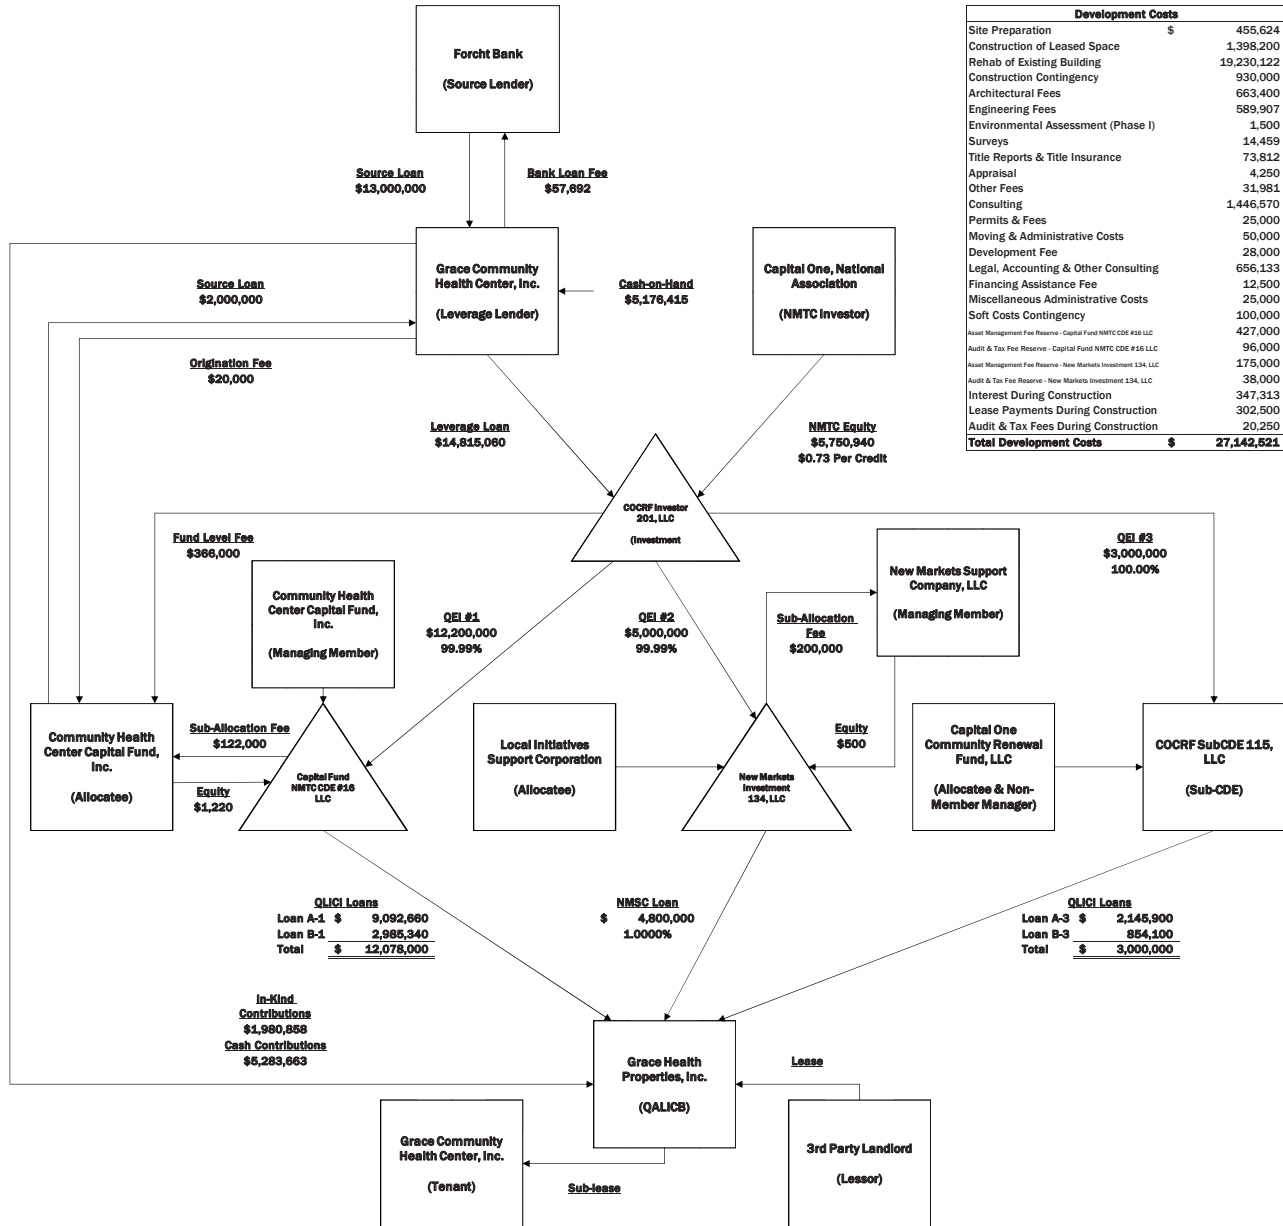 Forcht Bank
(Source Lender)
Source Loan
$13,000,000
Bank Loan Fee
$57,692
Development Costs
Site Preparation $ 455,624
Construction of Leased Space 1,398,200
Rehab of Existing Building 19,230,122
Construction Contingency 930,000
Architectural Fees 663,400
Engineering Fees 589,907
Environmental Assessment (Phase I) 1,500
Surveys 14,459
Title Reports & Title Insurance 73,812
Appraisal 4,250
Other Fees 31,981
Consulting 1,446,570
Permits & Fees 25,000
Moving & Administrative Costs 50,000
Development Fee 28,000
Legal, Accounting & Other Consulting 656,133
Financing Assistance Fee 12,500
Miscellaneous Administrative Costs 25,000
Soft Costs Contingency 100,000
Asset Management Fee Reserve - Capital Fund NMTC CDE #16 LLC 427,000
Audit & Tax Fee Reserve - Capital Fund NMTC CDE #16 LLC 96,000
Asset Management Fee Reserve - New Markets Investment 134, LLC 175,000
Audit & Tax Fee Reserve - New Markets Investment 134, LLC 38,000
Interest During Construction 347,313
Lease Payments During Construction 302,500
Audit & Tax Fees During Construction 20,250
Total Development Costs $ 27,142,521
Grace Community
Health Center, Inc.
(Leverage Lender)
Cash-on-Hand
$5,176,415
Capital One, National
Association
(NMTC Investor)
Source Loan
$2,000,000
Origination Fee
$20,000
Leverage Loan
$14,815,060
NMTC Equity
$5,750,940
$0.73 Per Credit
COCRF Investor
201, LLC
(Investment
Fund Level Fee
$366,000
Community Health
Center Capital Fund,
Inc.
(Managing Member)
QEI #1
$12,200,000
99.99%
QEI #2
$5,000,000
99.99%
Sub-Allocation
Fee
$200,000
New Markets Support
Company, LLC
(Managing Member)
QEI #3
$3,000,000
100.00%
Community Health
Center Capital Fund,
Inc.
(Allocatee)
Sub-Allocation Fee
$122,000
Equity
$1,220
Capital Fund
NMTC CDE #16
LLC
Local Initiatives
Support Corporation
(Allocatee)
New Markets
Investment
134, LLC
Equity
$500
Capital One
Community Renewal
Fund, LLC
(Allocatee & Non-
Member Manager)
COCRF SubCDE 115,
LLC
(Sub-CDE)
QLICI Loans
Loan A-1 $ 9,092,660
Loan B-1 2,985,340
Total $ 12,078,000
NMSC Loan
$ 4,800,000
1.0000%
QLICI Loans
Loan A-3 $ 2,145,900
Loan B-3 854,100
Total $ 3,000,000
In-Kind
Contributions
$1,980,858
Cash Contributions
$5,283,663
Grace Health
Properties, Inc.
(QALICB)
Lease
Grace Community
Health Center, Inc.
(Tenant)
Sub-lease
3rd Party Landlord
(Lessor)